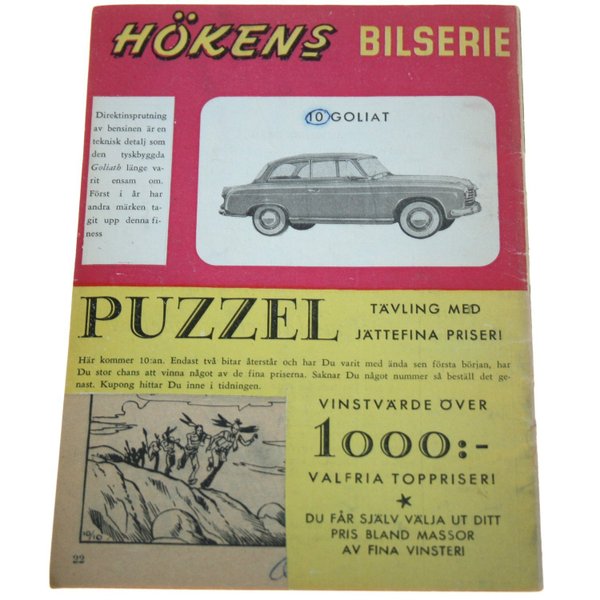 HÖKENS BILSERIE
10 GOLIAT
Direktinsprutning
av bensinen är en
teknisk detalj som
den tyskbyggda
Goliath länge va-
rit ensam om.
Först i år har
andra märken ta-
git upp denna fi-
ness
PUZZEL
TÄVLING MED
JÄTTEFINA PRISER!
Här kommer 10:an. Endast två bitar återstår och har Du varit med ända sen första början, har
Du stor chans att vinna något av de fina priserna. Saknar Du något nummer så beställ det ge-
nast. Kupong hittar Du inne i tidningen.
VINSTVÄRDE ÖVER
1000:-
VALFRIA TOPPRISER!
DU FÅR SJÄLV VÄLJA UT DITT
PRIS BLAND MASSOR
AV FINA VINSTER!
10/10
22